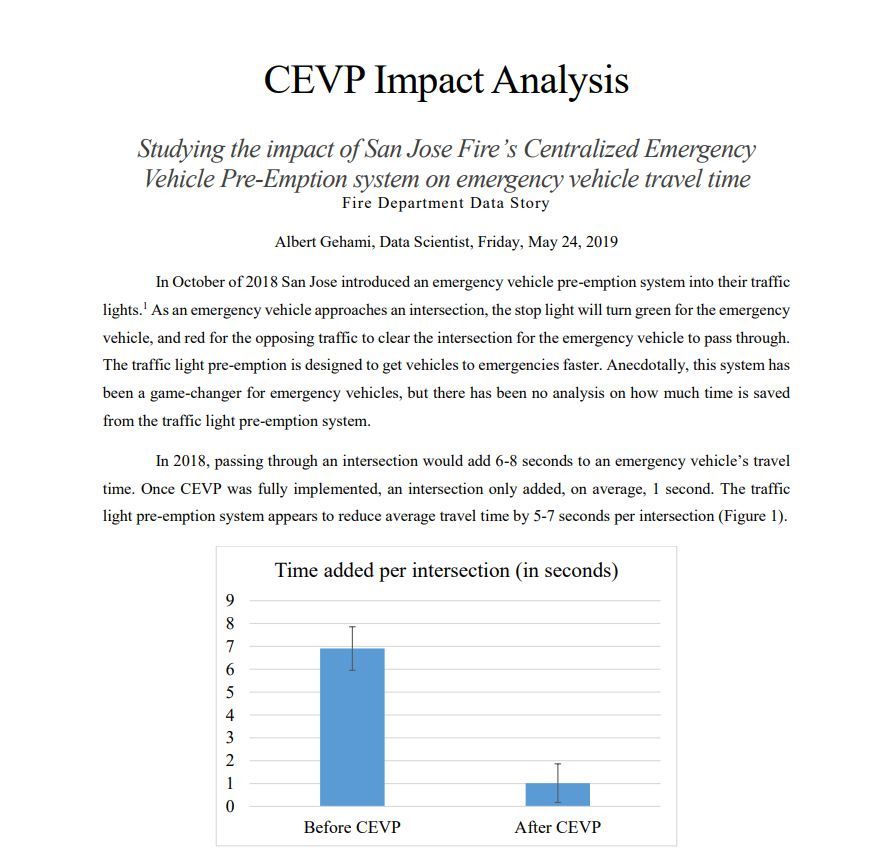 CEVP Impact Analysis
Studying the impact of San Jose Fire’s Centralized Emergency
Vehicle Pre-Emption system on emergency vehicle travel time
Fire Department Data Story
Albert Gehami, Data Scientist, Friday, May 24, 2019
In October of 2018 San Jose introduced an emergency vehicle pre-emption system into their traffic
lights.¹ As an emergency vehicle approaches an intersection, the stop light will turn green for the emergency
vehicle, and red for the opposing traffic to clear the intersection for the emergency vehicle to pass through.
The traffic light pre-emption is designed to get vehicles to emergencies faster. Anecdotally, this system has
been a game-changer for emergency vehicles, but there has been no analysis on how much time is saved
from the traffic light pre-emption system.
In 2018, passing through an intersection would add 6-8 seconds to an emergency vehicle’s travel
time. Once CEVP was fully implemented, an intersection only added, on average, 1 second. The traffic
light pre-emption system appears to reduce average travel time by 5-7 seconds per intersection (Figure 1).
Time added per intersection (in seconds)
9
8
7
6
5
4
3
2
1
0
Before CEVP After CEVP